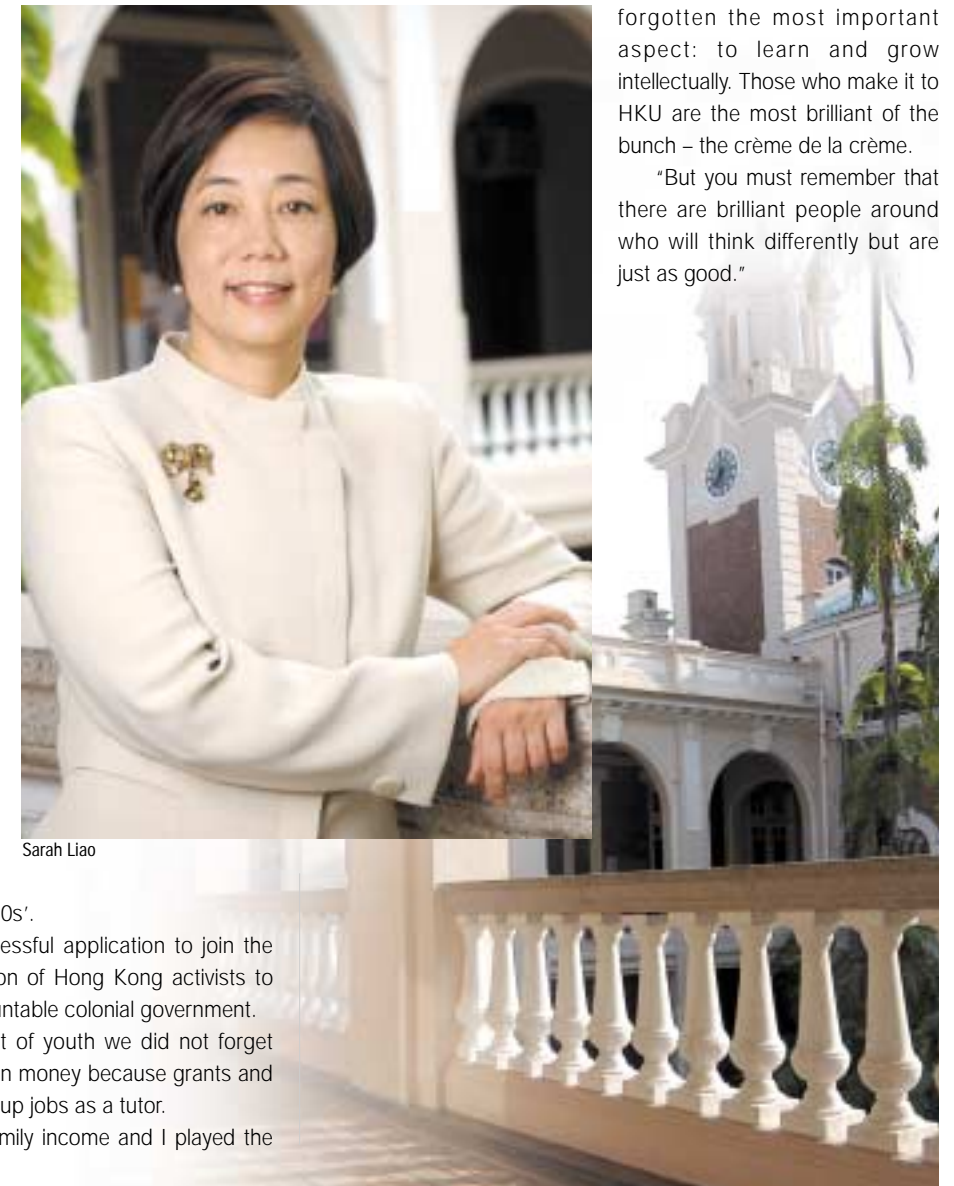 forgotten the most important
aspect: to learn and grow
intellectually. Those who make it to
HKU are the most brilliant of the
bunch – the crème de la crème.
"But you must remember that
there are brilliant people around
who will think differently but are
just as good."
Sarah Liao
0s'.
essful application to join the
on of Hong Kong activists to
untable colonial government.
t of youth we did not forget
n money because grants and
up jobs as a tutor.
mily income and I played the